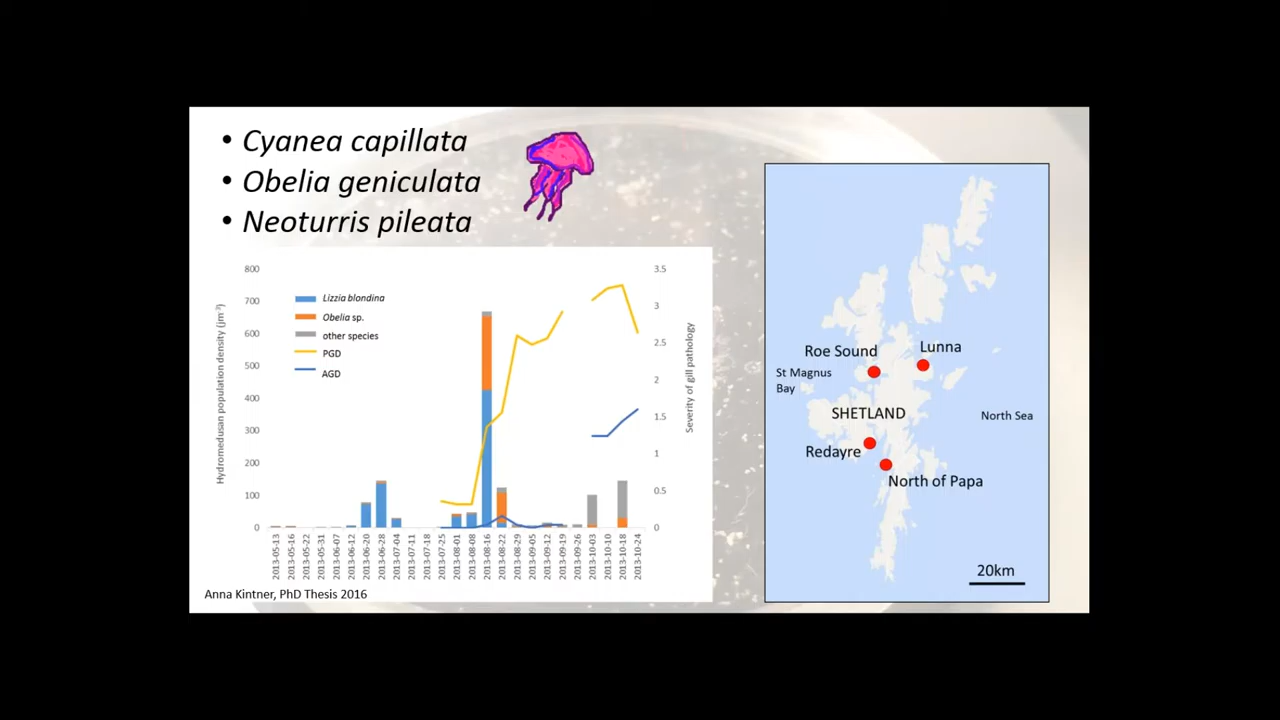 • Cyanea capillata
• Obelia geniculata
• Neoturris pileata
Hydromedusan population density (jm⁻³)
800
700
600
500
400
300
200
100
0
Lizzia blondina
Obelia sp.
other species
PGD
AGD
3.5
3
2.5
2
1.5
1
0.5
0
Severity of gill pathology
2013-05-13
2013-05-16
2013-05-22
2013-05-31
2013-06-07
2013-06-12
2013-06-20
2013-06-28
2013-07-04
2013-07-11
2013-07-18
2013-07-25
2013-08-01
2013-08-08
2013-08-16
2013-08-22
2013-08-29
2013-09-05
2013-09-12
2013-09-19
2013-09-26
2013-10-03
2013-10-10
2013-10-18
2013-10-24
Anna Kintner, PhD Thesis 2016
Roe Sound
Lunna
St Magnus
Bay
SHETLAND
North Sea
Redayre
North of Papa
20km